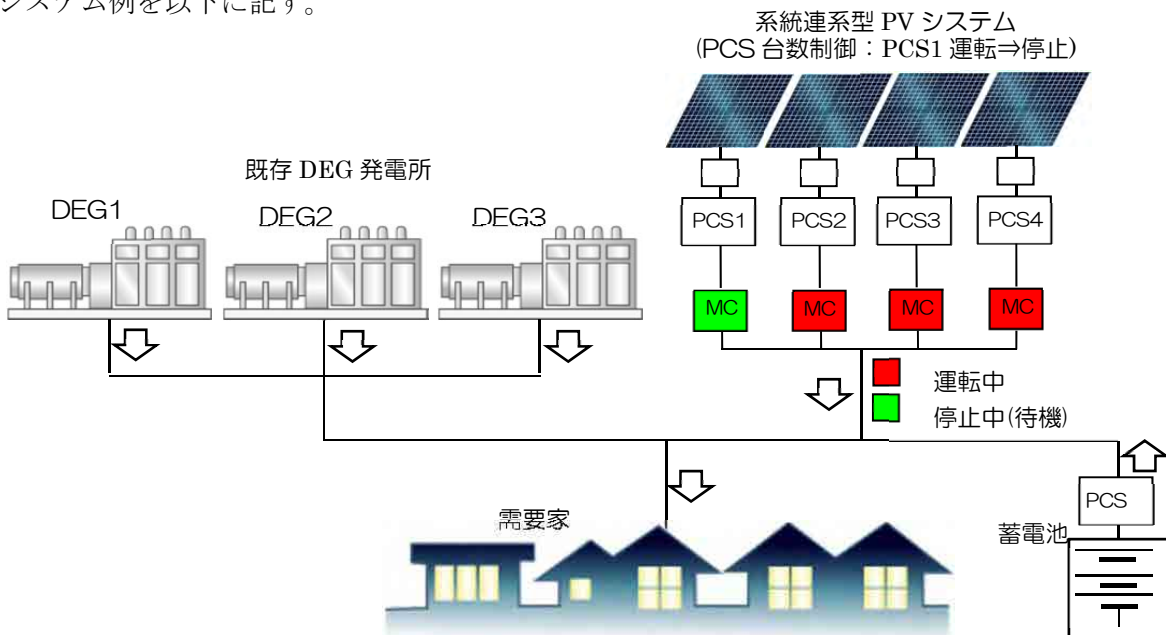 システム例を以下に記す。
系統連系型 PV システム
(PCS 台数制御：PCS1 運転⇒停止)
既存 DEG 発電所
DEG1
DEG2
DEG3
PCS1
PCS2
PCS3
PCS4
MC
MC
MC
MC
運転中
停止中(待機)
需要家
PCS
蓄電池